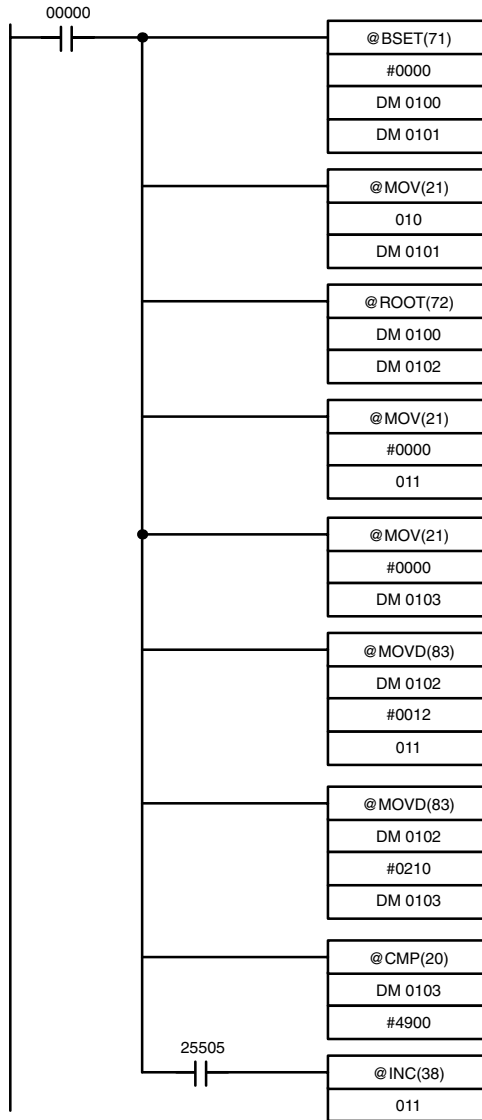 00000
@BSET(71)
#0000
DM 0100
DM 0101
@MOV(21)
010
DM 0101
@ROOT(72)
DM 0100
DM 0102
@MOV(21)
#0000
011
@MOV(21)
#0000
DM 0103
@MOVD(83)
DM 0102
#0012
011
@MOVD(83)
DM 0102
#0210
DM 0103
@CMP(20)
DM 0103
#4900
25505
@INC(38)
011